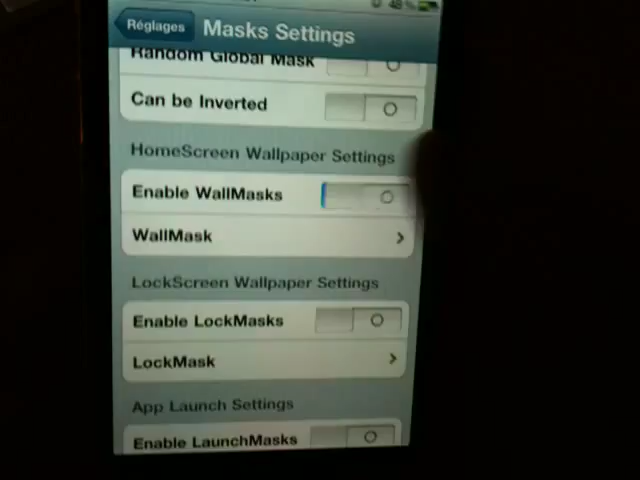 48%
Réglages
Masks Settings
Random Global Mask
Can be Inverted
HomeScreen Wallpaper Settings
Enable WallMasks
WallMask
LockScreen Wallpaper Settings
Enable LockMasks
LockMask
App Launch Settings
Enable LaunchMasks